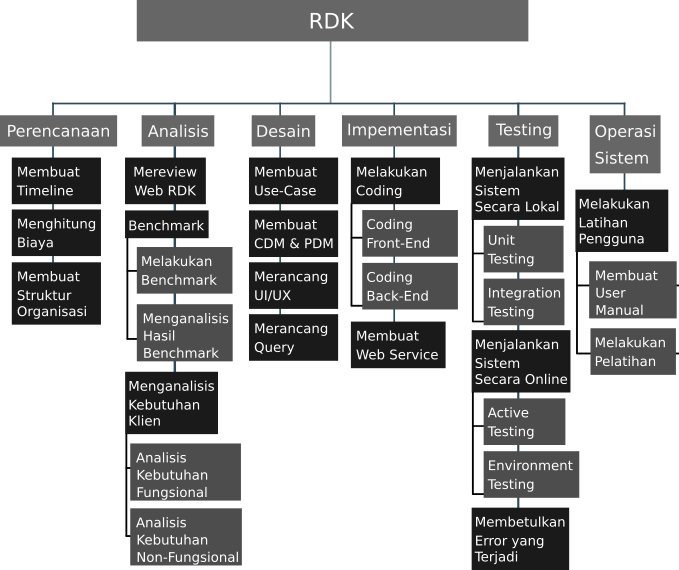 RDK
Perencanaan
Membuat
Timeline
Menghitung
Biaya
Membuat
Struktur
Organisasi
Analisis
Mereview
Web RDK
Benchmark
Melakukan
Benchmark
Menganalisis
Hasil
Benchmark
Menganalisis
Kebutuhan
Klien
Analisis
Kebutuhan
Fungsional
Analisis
Kebutuhan
Non-Fungsional
Desain
Membuat
Use-Case
Membuat
CDM & PDM
Merancang
UI/UX
Merancang
Query
Impementasi
Melakukan
Coding
Coding
Front-End
Coding
Back-End
Membuat
Web Service
Testing
Menjalankan
Sistem
Secara Lokal
Unit
Testing
Integration
Testing
Menjalankan
Sistem
Secara Online
Active
Testing
Environment
Testing
Membetulkan
Error yang
Terjadi
Operasi
Sistem
Melakukan
Latihan
Pengguna
Membuat
User
Manual
Melakukan
Pelatihan